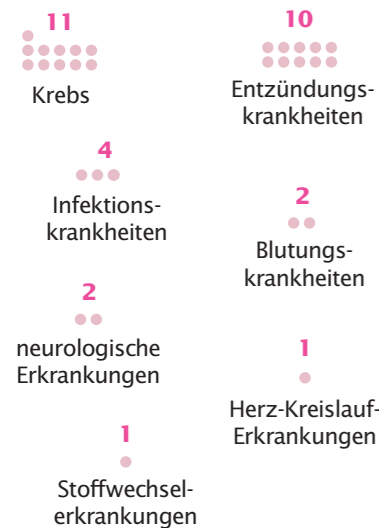 11
Krebs
10
Entzündungs-
krankheiten
4
Infektions-
krankheiten
2
Blutungs-
krankheiten
2
neurologische
Erkrankungen
1
Herz-Kreislauf-
Erkrankungen
1
Stoffwechsel-
erkrankungen